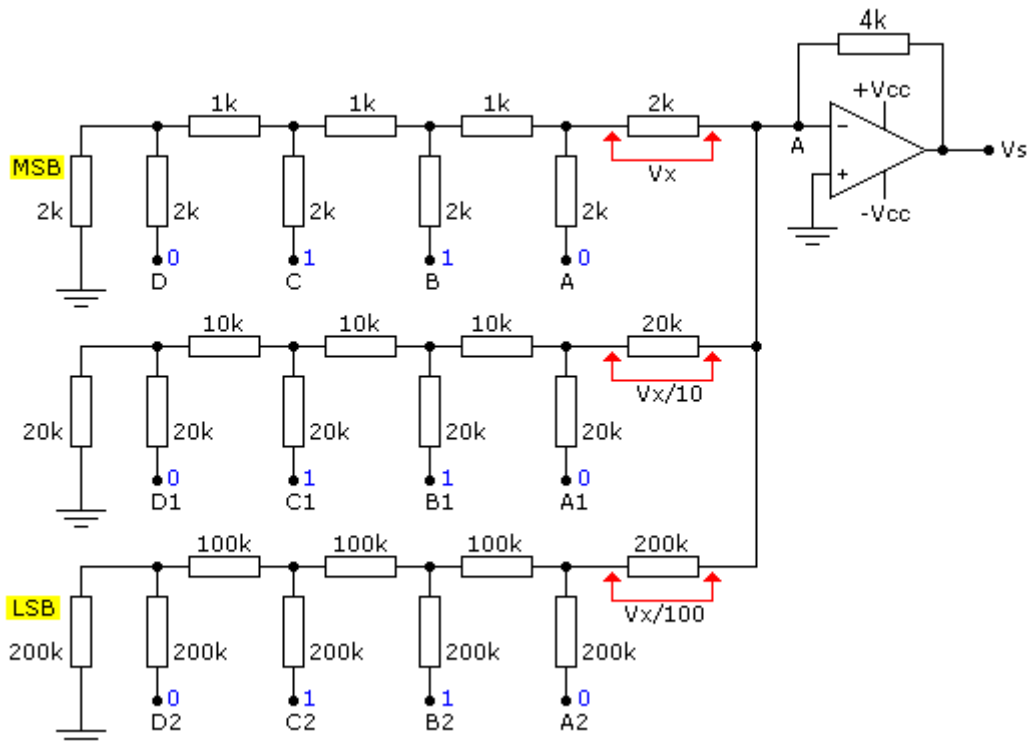 4k
1k 1k 1k 2k
+Vcc
−
A
Vs
MSB
Vx
+
2k 2k 2k 2k 2k
-Vcc
0 1 1 0
D C B A
10k 10k 10k 20k
Vx/10
20k 20k 20k 20k 20k
0 1 1 0
D1 C1 B1 A1
100k 100k 100k 200k
LSB
Vx/100
200k 200k 200k 200k 200k
0 1 1 0
D2 C2 B2 A2